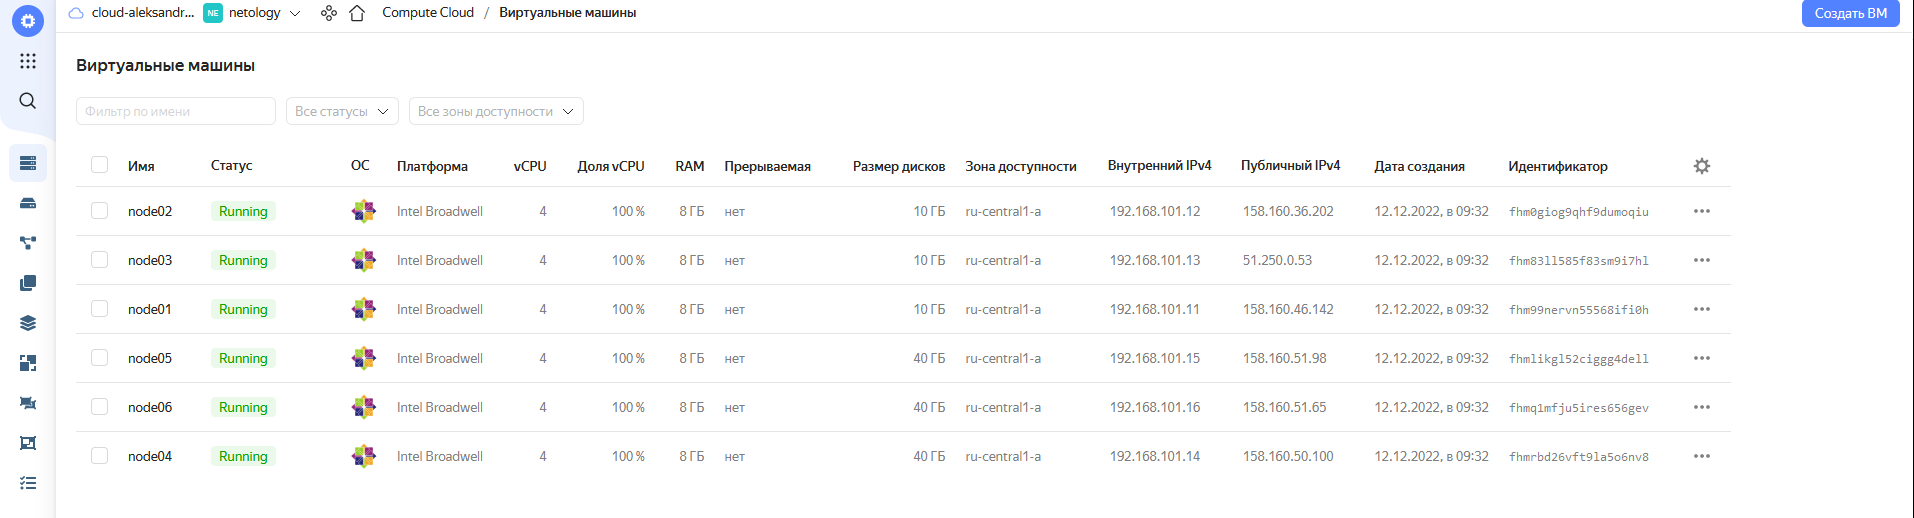 cloud-aleksandr... NE netology Compute Cloud / Виртуальные машины Создать ВМ
Виртуальные машины
Фильтр по имени Все статусы Все зоны доступности
Имя Статус ОС Платформа vCPU Доля vCPU RAM Прерываемая Размер дисков Зона доступности Внутренний IPv4 Публичный IPv4 Дата создания Идентификатор
node02 Running Intel Broadwell 4 100 % 8 ГБ нет 10 ГБ ru-central1-a 192.168.101.12 158.160.36.202 12.12.2022, в 09:32 fhm0giog9qhf9dumoqiu
node03 Running Intel Broadwell 4 100 % 8 ГБ нет 10 ГБ ru-central1-a 192.168.101.13 51.250.0.53 12.12.2022, в 09:32 fhm83ll585f83sm9i7hl
node01 Running Intel Broadwell 4 100 % 8 ГБ нет 10 ГБ ru-central1-a 192.168.101.11 158.160.46.142 12.12.2022, в 09:32 fhm99nervn55568ifi0h
node05 Running Intel Broadwell 4 100 % 8 ГБ нет 40 ГБ ru-central1-a 192.168.101.15 158.160.51.98 12.12.2022, в 09:32 fhmlikgl52ciggg4dell
node06 Running Intel Broadwell 4 100 % 8 ГБ нет 40 ГБ ru-central1-a 192.168.101.16 158.160.51.65 12.12.2022, в 09:32 fhmq1mfju5ires656gev
node04 Running Intel Broadwell 4 100 % 8 ГБ нет 40 ГБ ru-central1-a 192.168.101.14 158.160.50.100 12.12.2022, в 09:32 fhmrbd26vft9la5o6nv8